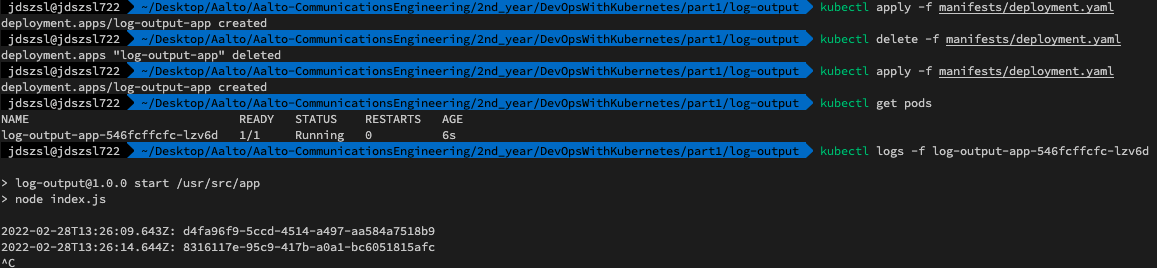 jdszsl@jdszsl722 ~/Desktop/Aalto/Aalto-CommunicationsEngineering/2nd_year/DevOpsWithKubernetes/part1/log-output kubectl apply -f manifests/deployment.yaml
deployment.apps/log-output-app created
jdszsl@jdszsl722 ~/Desktop/Aalto/Aalto-CommunicationsEngineering/2nd_year/DevOpsWithKubernetes/part1/log-output kubectl delete -f manifests/deployment.yaml
deployment.apps "log-output-app" deleted
jdszsl@jdszsl722 ~/Desktop/Aalto/Aalto-CommunicationsEngineering/2nd_year/DevOpsWithKubernetes/part1/log-output kubectl apply -f manifests/deployment.yaml
deployment.apps/log-output-app created
jdszsl@jdszsl722 ~/Desktop/Aalto/Aalto-CommunicationsEngineering/2nd_year/DevOpsWithKubernetes/part1/log-output kubectl get pods
NAME READY STATUS RESTARTS AGE
log-output-app-546fcffcfc-lzv6d 1/1 Running 0 6s
jdszsl@jdszsl722 ~/Desktop/Aalto/Aalto-CommunicationsEngineering/2nd_year/DevOpsWithKubernetes/part1/log-output kubectl logs -f log-output-app-546fcffcfc-lzv6d
> log-output@1.0.0 start /usr/src/app
> node index.js
2022-02-28T13:26:09.643Z: d4fa96f9-5ccd-4514-a497-aa584a7518b9
2022-02-28T13:26:14.644Z: 8316117e-95c9-417b-a0a1-bc6051815afc
^C